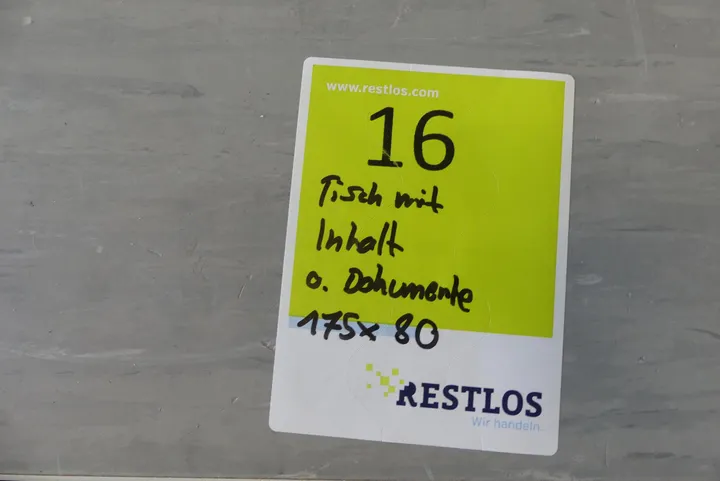 www.restlos.com
16
Tisch mit
Inhalt
o. Dokumente
175x 80
RESTLOS
Wir handeln.